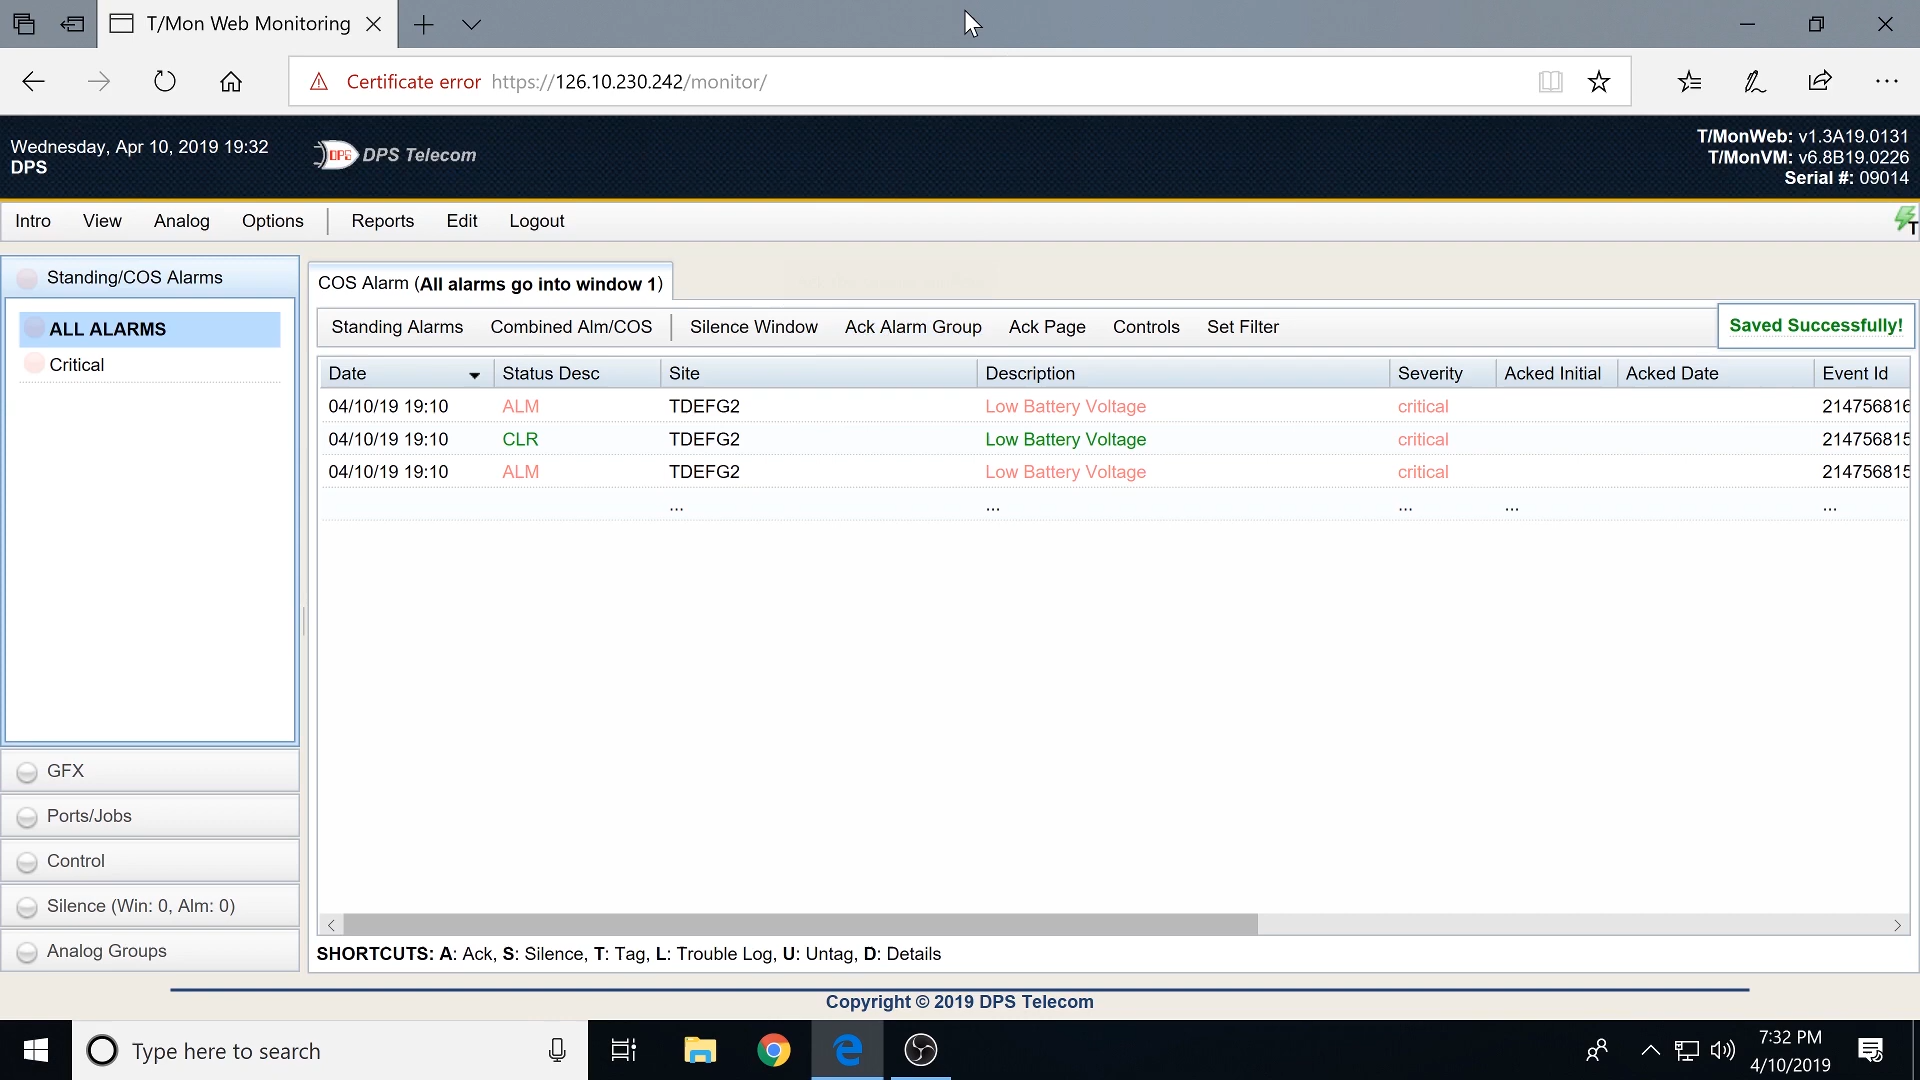 T/Mon Web Monitoring
Certificate error https://126.10.230.242/monitor/
Wednesday, Apr 10, 2019 19:32
DPS
DPS DPS Telecom
T/MonWeb: v1.3A19.0131
T/MonVM: v6.8B19.0226
Serial #: 09014
Intro View Analog Options Reports Edit Logout
T
Standing/COS Alarms
ALL ALARMS
Critical
GFX
Ports/Jobs
Control
Silence (Win: 0, Alm: 0)
Analog Groups
COS Alarm (All alarms go into window 1)
Standing Alarms Combined Alm/COS Silence Window Ack Alarm Group Ack Page Controls Set Filter
Saved Successfully!
Date Status Desc Site Description Severity Acked Initial Acked Date Event Id
04/10/19 19:10 ALM TDEFG2 Low Battery Voltage critical 214756816
04/10/19 19:10 CLR TDEFG2 Low Battery Voltage critical 214756815
04/10/19 19:10 ALM TDEFG2 Low Battery Voltage critical 214756815
... ... ... ... ...
SHORTCUTS: A: Ack, S: Silence, T: Tag, L: Trouble Log, U: Untag, D: Details
Copyright © 2019 DPS Telecom
Type here to search
7:32 PM
4/10/2019